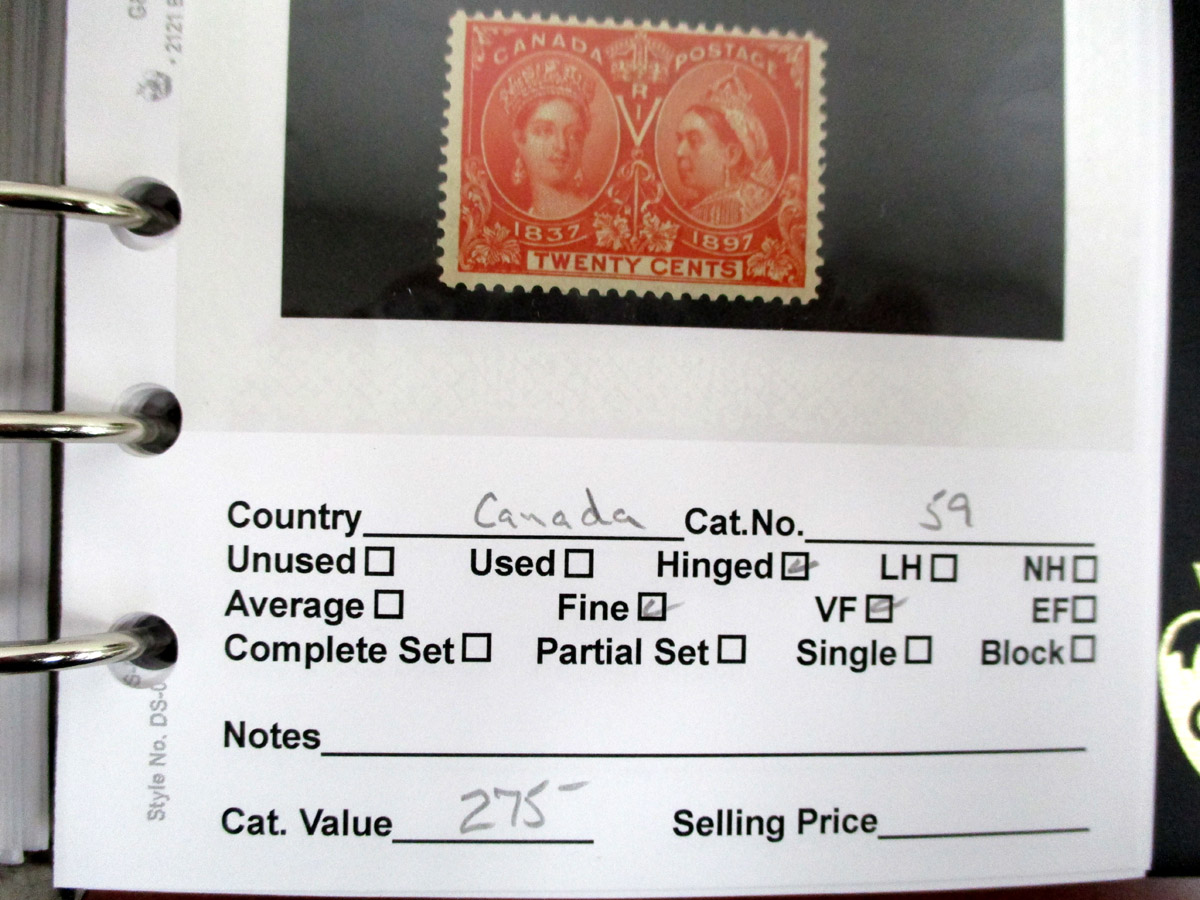 CANADA POSTAGE
V
R I
1837 1897
TWENTY CENTS
Country Canada Cat.No. 59
Unused ☐ Used ☐ Hinged ☑ LH ☐ NH ☐
Average ☐ Fine ☑ VF ☑ EF ☐
Complete Set ☐ Partial Set ☐ Single ☐ Block ☐
Notes
Cat. Value 275- Selling Price
Style No. DS-
2121